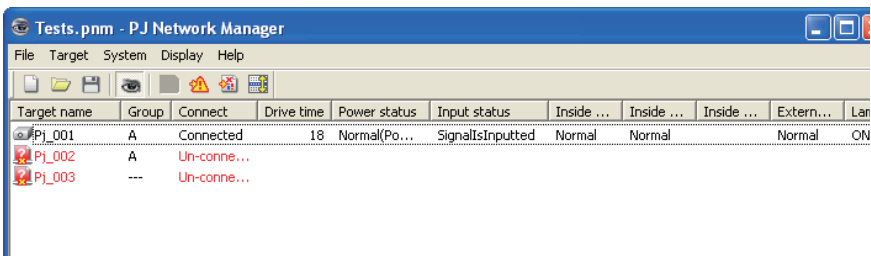 Tests.pnm - PJ Network Manager
File Target System Display Help
Target name Group Connect Drive time Power status Input status Inside ... Inside ... Inside ... Extern... Lan
Pj_001 A Connected 18 Normal(Po... SignalIsInputted Normal Normal Normal ON
Pj_002 A Un-conne...
Pj_003 --- Un-conne...